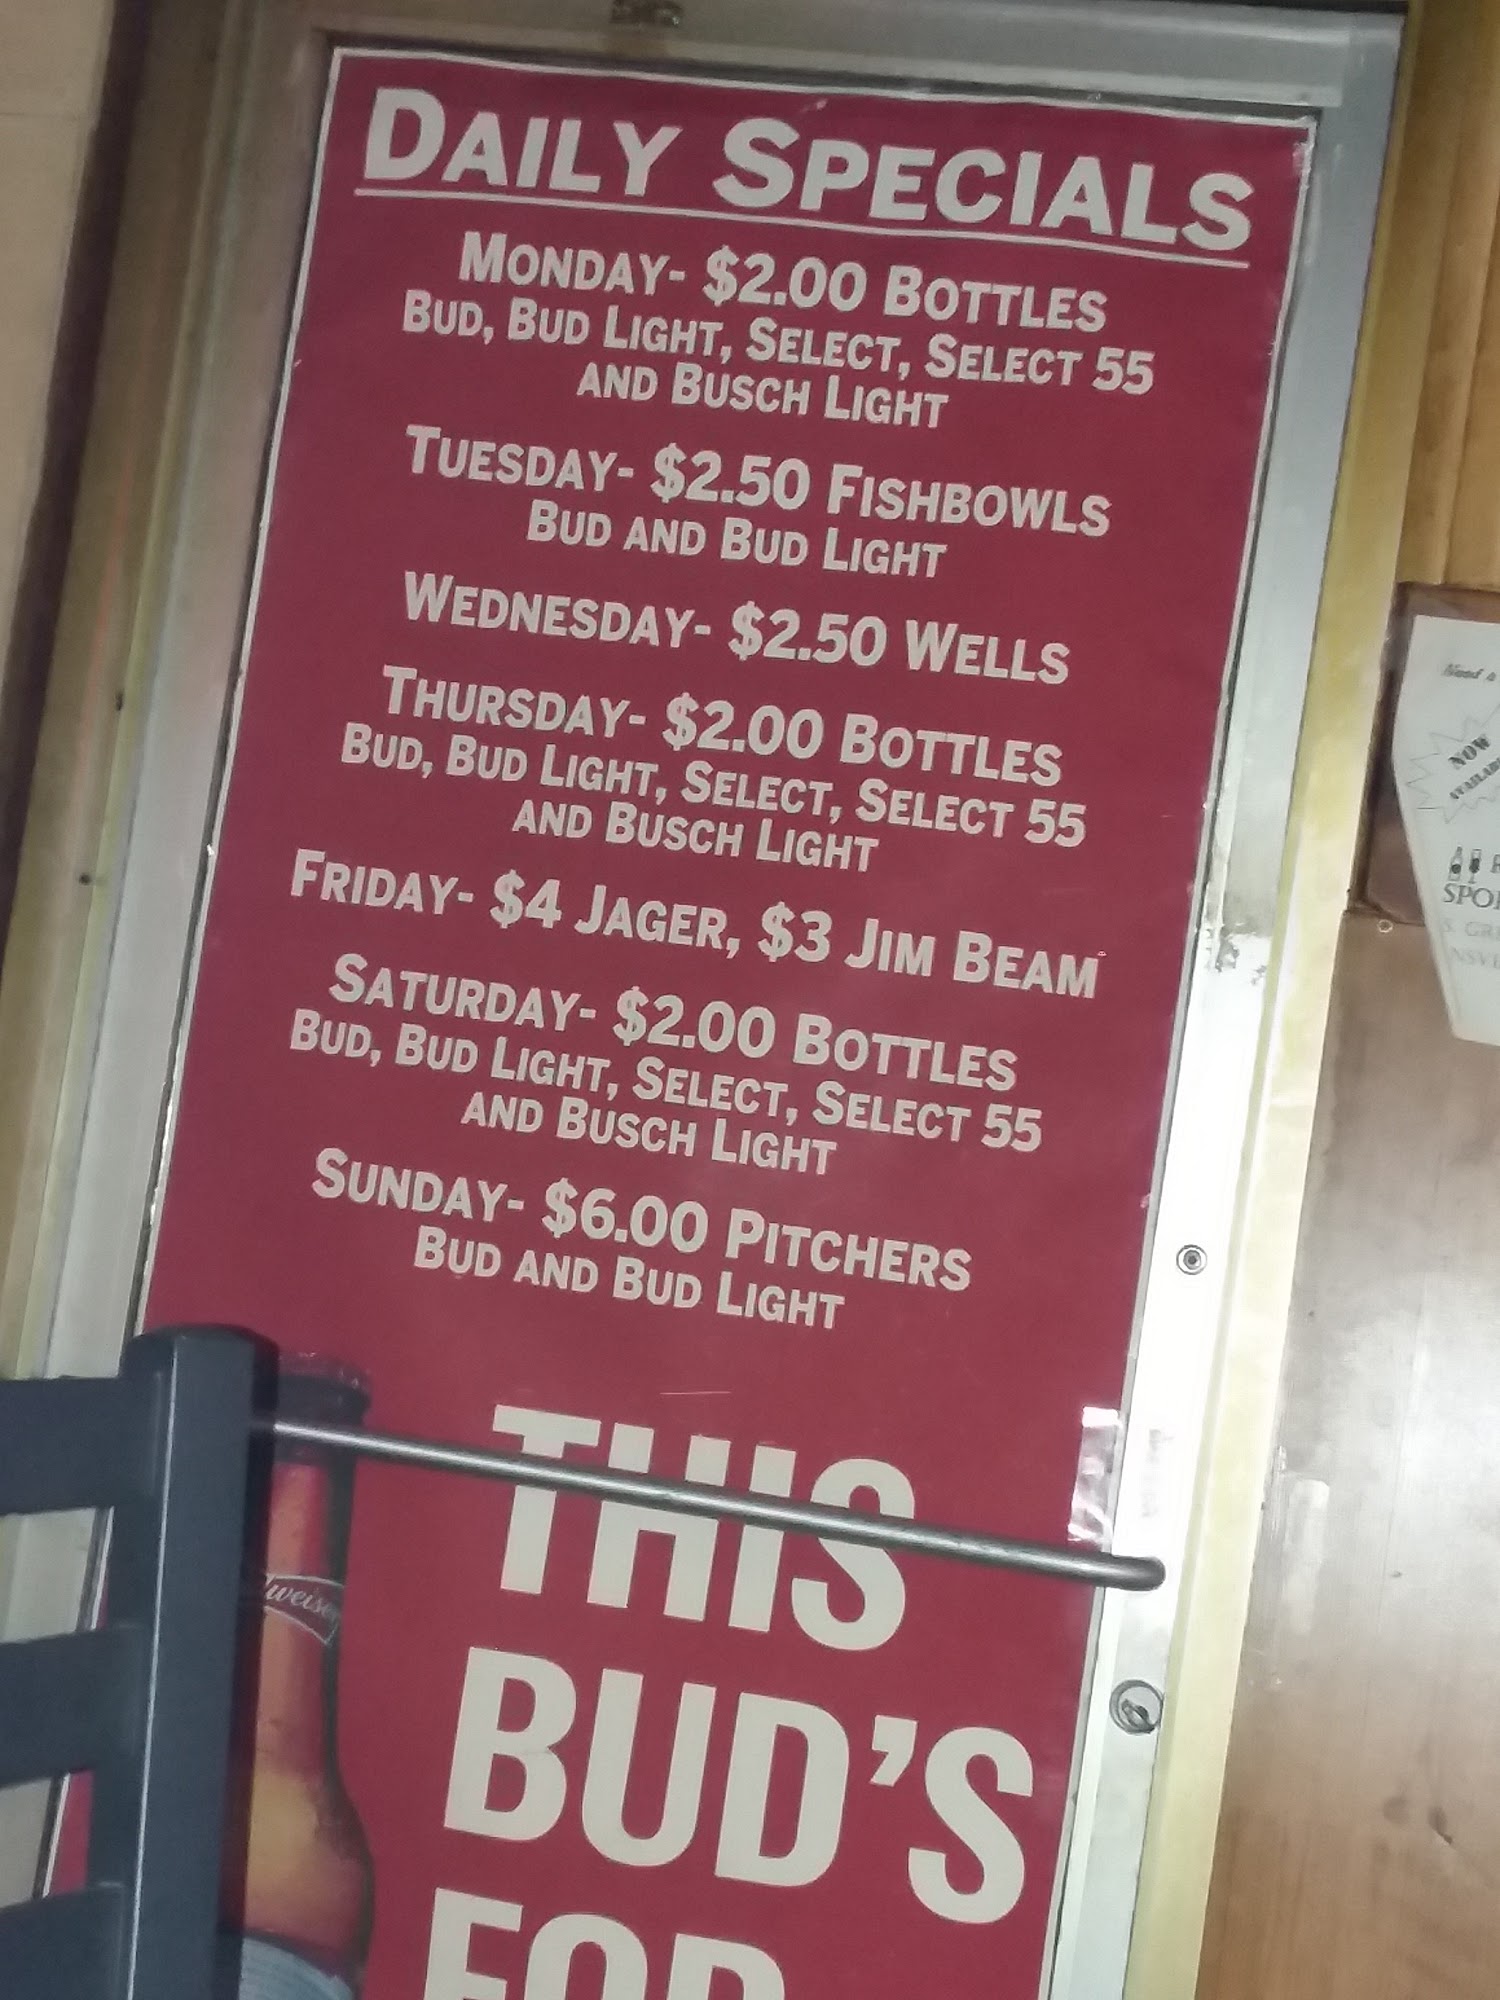 DAILY SPECIALS
MONDAY- $2.00 BOTTLES
BUD, BUD LIGHT, SELECT, SELECT 55
AND BUSCH LIGHT
TUESDAY- $2.50 FISHBOWLS
BUD AND BUD LIGHT
WEDNESDAY- $2.50 WELLS
THURSDAY- $2.00 BOTTLES
BUD, BUD LIGHT, SELECT, SELECT 55
AND BUSCH LIGHT
FRIDAY- $4 JAGER, $3 JIM BEAM
SATURDAY- $2.00 BOTTLES
BUD, BUD LIGHT, SELECT, SELECT 55
AND BUSCH LIGHT
SUNDAY- $6.00 PITCHERS
BUD AND BUD LIGHT
THIS
BUD'S
FOR
Need a
NOW